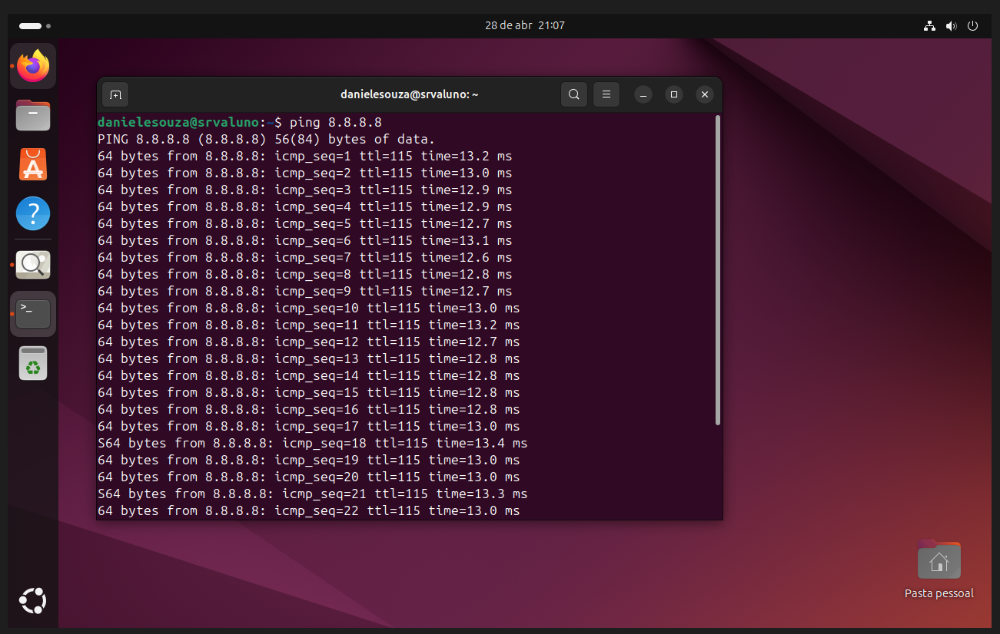 28 de abr 21:07
danielesouza@srvaluno: ~
danielesouza@srvaluno:~$ ping 8.8.8.8
PING 8.8.8.8 (8.8.8.8) 56(84) bytes of data.
64 bytes from 8.8.8.8: icmp_seq=1 ttl=115 time=13.2 ms
64 bytes from 8.8.8.8: icmp_seq=2 ttl=115 time=13.0 ms
64 bytes from 8.8.8.8: icmp_seq=3 ttl=115 time=12.9 ms
64 bytes from 8.8.8.8: icmp_seq=4 ttl=115 time=12.9 ms
64 bytes from 8.8.8.8: icmp_seq=5 ttl=115 time=12.7 ms
64 bytes from 8.8.8.8: icmp_seq=6 ttl=115 time=13.1 ms
64 bytes from 8.8.8.8: icmp_seq=7 ttl=115 time=12.6 ms
64 bytes from 8.8.8.8: icmp_seq=8 ttl=115 time=12.8 ms
64 bytes from 8.8.8.8: icmp_seq=9 ttl=115 time=12.7 ms
64 bytes from 8.8.8.8: icmp_seq=10 ttl=115 time=13.0 ms
64 bytes from 8.8.8.8: icmp_seq=11 ttl=115 time=13.2 ms
64 bytes from 8.8.8.8: icmp_seq=12 ttl=115 time=12.7 ms
64 bytes from 8.8.8.8: icmp_seq=13 ttl=115 time=12.8 ms
64 bytes from 8.8.8.8: icmp_seq=14 ttl=115 time=12.8 ms
64 bytes from 8.8.8.8: icmp_seq=15 ttl=115 time=12.8 ms
64 bytes from 8.8.8.8: icmp_seq=16 ttl=115 time=12.8 ms
64 bytes from 8.8.8.8: icmp_seq=17 ttl=115 time=13.0 ms
S64 bytes from 8.8.8.8: icmp_seq=18 ttl=115 time=13.4 ms
64 bytes from 8.8.8.8: icmp_seq=19 ttl=115 time=13.0 ms
64 bytes from 8.8.8.8: icmp_seq=20 ttl=115 time=13.0 ms
S64 bytes from 8.8.8.8: icmp_seq=21 ttl=115 time=13.3 ms
64 bytes from 8.8.8.8: icmp_seq=22 ttl=115 time=13.0 ms
Pasta pessoal